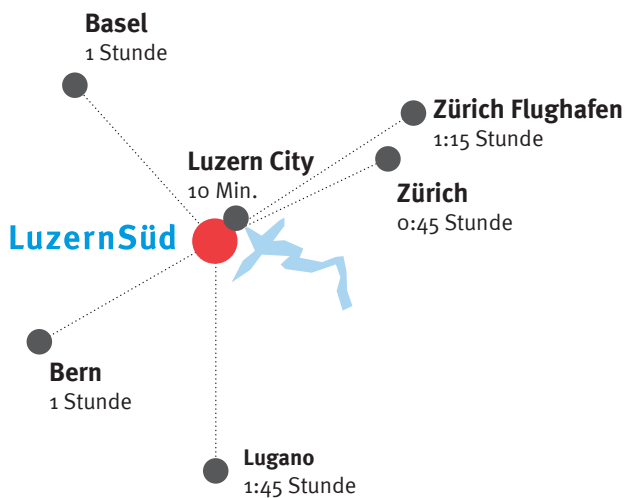 Basel
1 Stunde
Zürich Flughafen
1:15 Stunde
Luzern City
10 Min.
Zürich
0:45 Stunde
LuzernSüd
Bern
1 Stunde
Lugano
1:45 Stunde